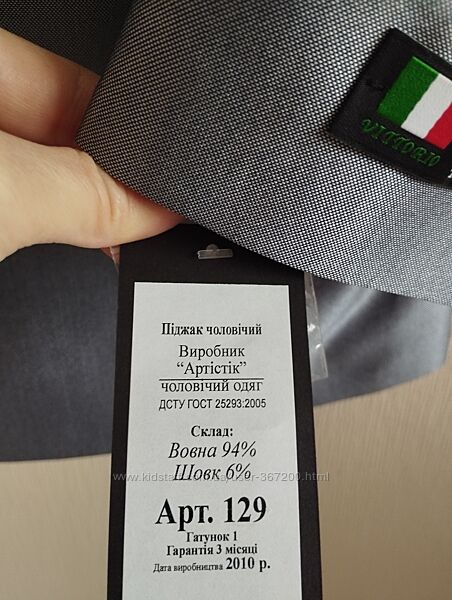 VITTORIO
Піджак чоловічий
Виробник
“Артістік”
чоловічий одяг
ДСТУ ГОСТ 25293:2005
Склад:
Вовна 94%
Шовк 6%
Арт. 129
Гатунок 1
Гарантія 3 місяці
Дата виробництва 2010 р.